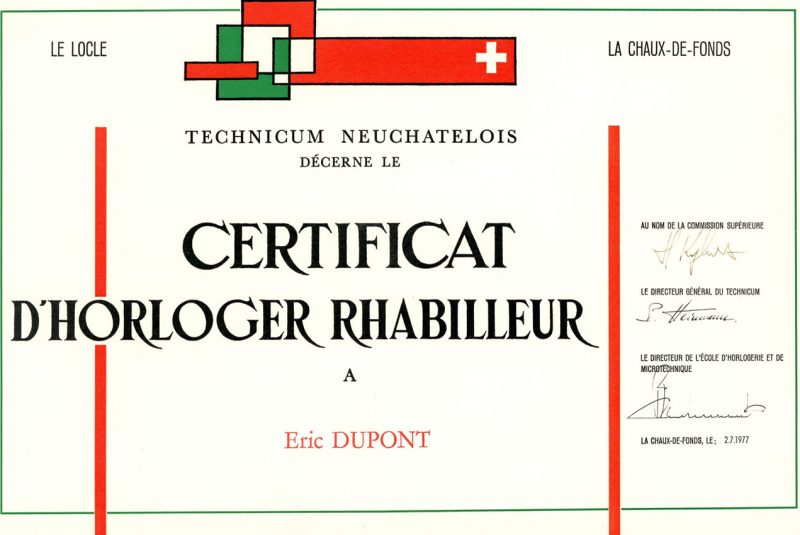 LE LOCLE
LA CHAUX-DE-FONDS
TECHNICUM NEUCHATELOIS
DÉCERNE LE
CERTIFICAT
D'HORLOGER RHABILLEUR
A
Eric DUPONT
AU NOM DE LA COMMISSION SUPÉRIEURE
LE DIRECTEUR GÉNÉRAL DU TECHNICUM
LE DIRECTEUR DE L'ÉCOLE D'HORLOGERIE ET DE
MICROTECHNIQUE
LA CHAUX-DE-FONDS, LE: 2.7.1977